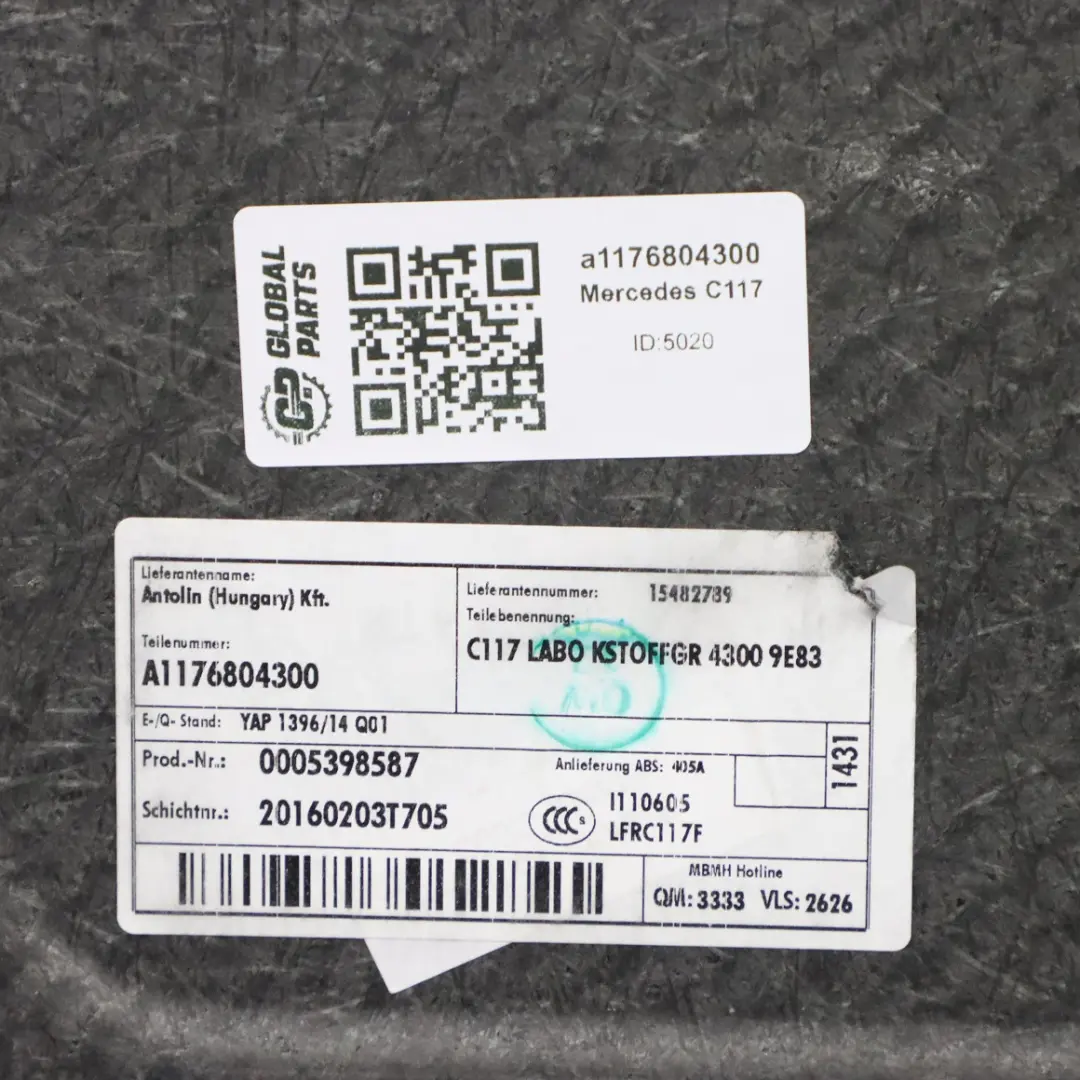 GLOBAL
PARTS
a1176804300
Mercedes C117
ID:5020
Lieferantenname:
Antolin (Hungary) Kft.
Lieferantennummer: 15482789
Teilebenennung:
C117 LABO KSTOFFGR 4300 9E83
Teilenummer:
A1176804300
E-/Q- Stand: YAP 1396/14 Q01
1431
Prod.-Nr.: 0005398587
Anlieferung ABS: 405A
Schichtnr.: 20160203T705
CCC S
I110605
LFRC117F
MBMH Hotline
QM: 3333 VLS: 2626